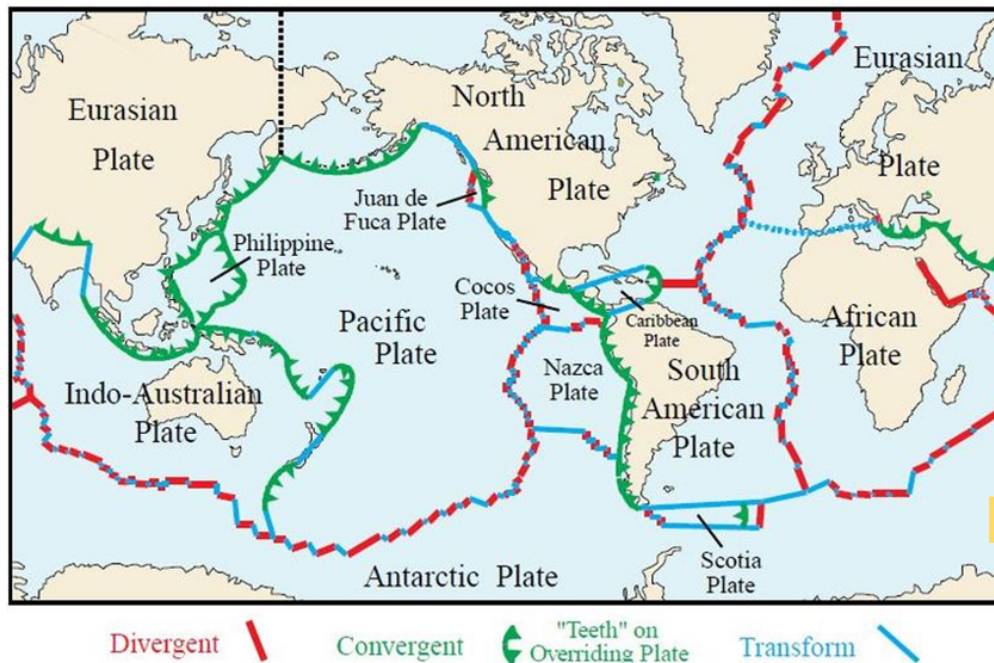 Eurasian
Plate
North
American
Plate
Eurasian
Plate
Juan de
Fuca Plate
Philippine
Plate
Cocos
Plate
Caribbean
Plate
Pacific
Plate
African
Plate
Nazca
Plate
South
American
Plate
Indo-Australian
Plate
Antarctic Plate
Scotia
Plate
Divergent
Convergent
"Teeth" on
Overriding Plate
Transform